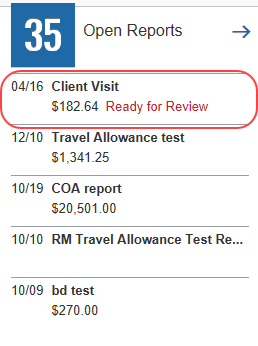 35 Open Reports
04/16 Client Visit
$182.64 Ready for Review
12/10 Travel Allowance test
$1,341.25
10/19 COA report
$20,501.00
10/10 RM Travel Allowance Test Re...
10/09 bd test
$270.00